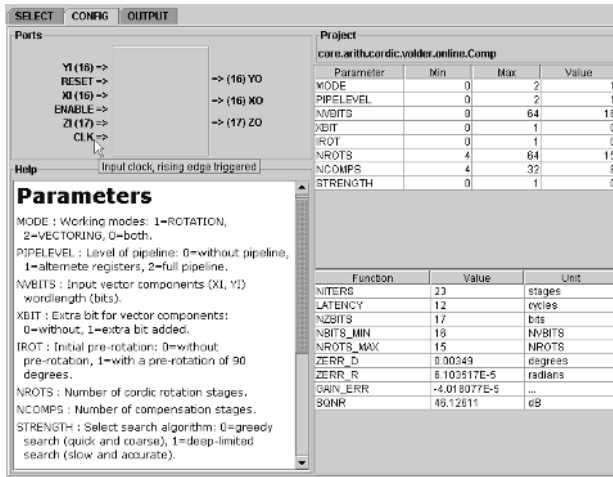 SELECT CONFIG OUTPUT
Ports
YI (16) =>
RESET =>
XI (16) =>
ENABLE =>
ZI (17) =>
CLK =>
=> (16) YO
=> (16) XO
=> (17) ZO
Input clock, rising edge triggered
Help
Parameters
MODE : Working modes: 1=ROTATION,
2=VECTORING, 0=both.
PIPELEVEL : Level of pipeline: 0=without pipeline,
1=alternete registers, 2=full pipeline.
NVBITS : Input vector components (XI, YI)
wordlength (bits).
XBIT : Extra bit for vector components:
0=without, 1=extra bit added.
IROT : Initial pre-rotation: 0=without
pre-rotation, 1=with a pre-rotation of 90
degrees.
NROTS : Number of cordic rotation stages.
NCOMPS : Number of compensation stages.
STRENGTH : Select search algorithm: 0=greedy
search (quick and coarse), 1=deep-limited
search (slow and accurate).
Project
core.arith.cordic.volder.online.Comp
Parameter Min Max Value
MODE 0 2 1
PIPELEVEL 0 2 1
NVBITS 8 64 16
XBIT 0 1 0
IROT 0 1 0
NROTS 4 64 15
NCOMPS 4 32
STRENGTH 0 1 0
Function Value Unit
NITERS 23 stages
LATENCY 12 cycles
NZBITS 17 bits
NBITS_MIN 16 NVBITS
NROTS_MAX 15 NROTS
ZERR_D 0.00349 degrees
ZERR_R 6.103517E-5 radians
GAIN_ERR -4.018077E-5 ...
SQNR 46.12611 dB